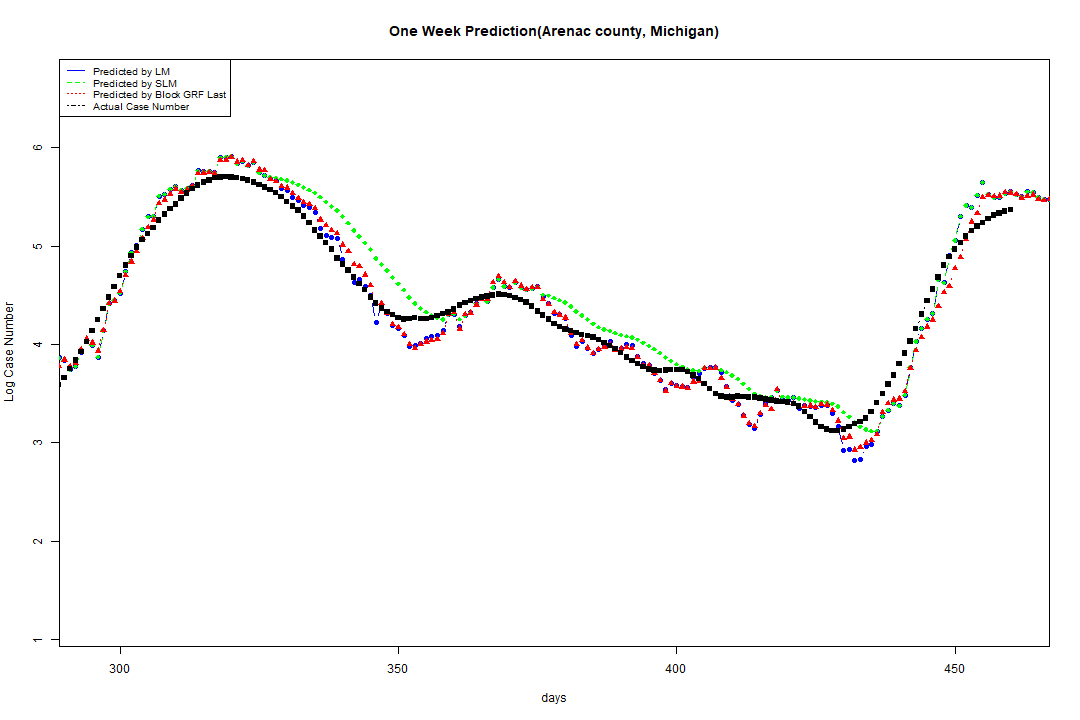 One Week Prediction(Arenac county, Michigan)
Predicted by LM
Predicted by SLM
Predicted by Block GRF Last
Actual Case Number
6
5
4
3
2
1
Log Case Number
300 350 400 450
days